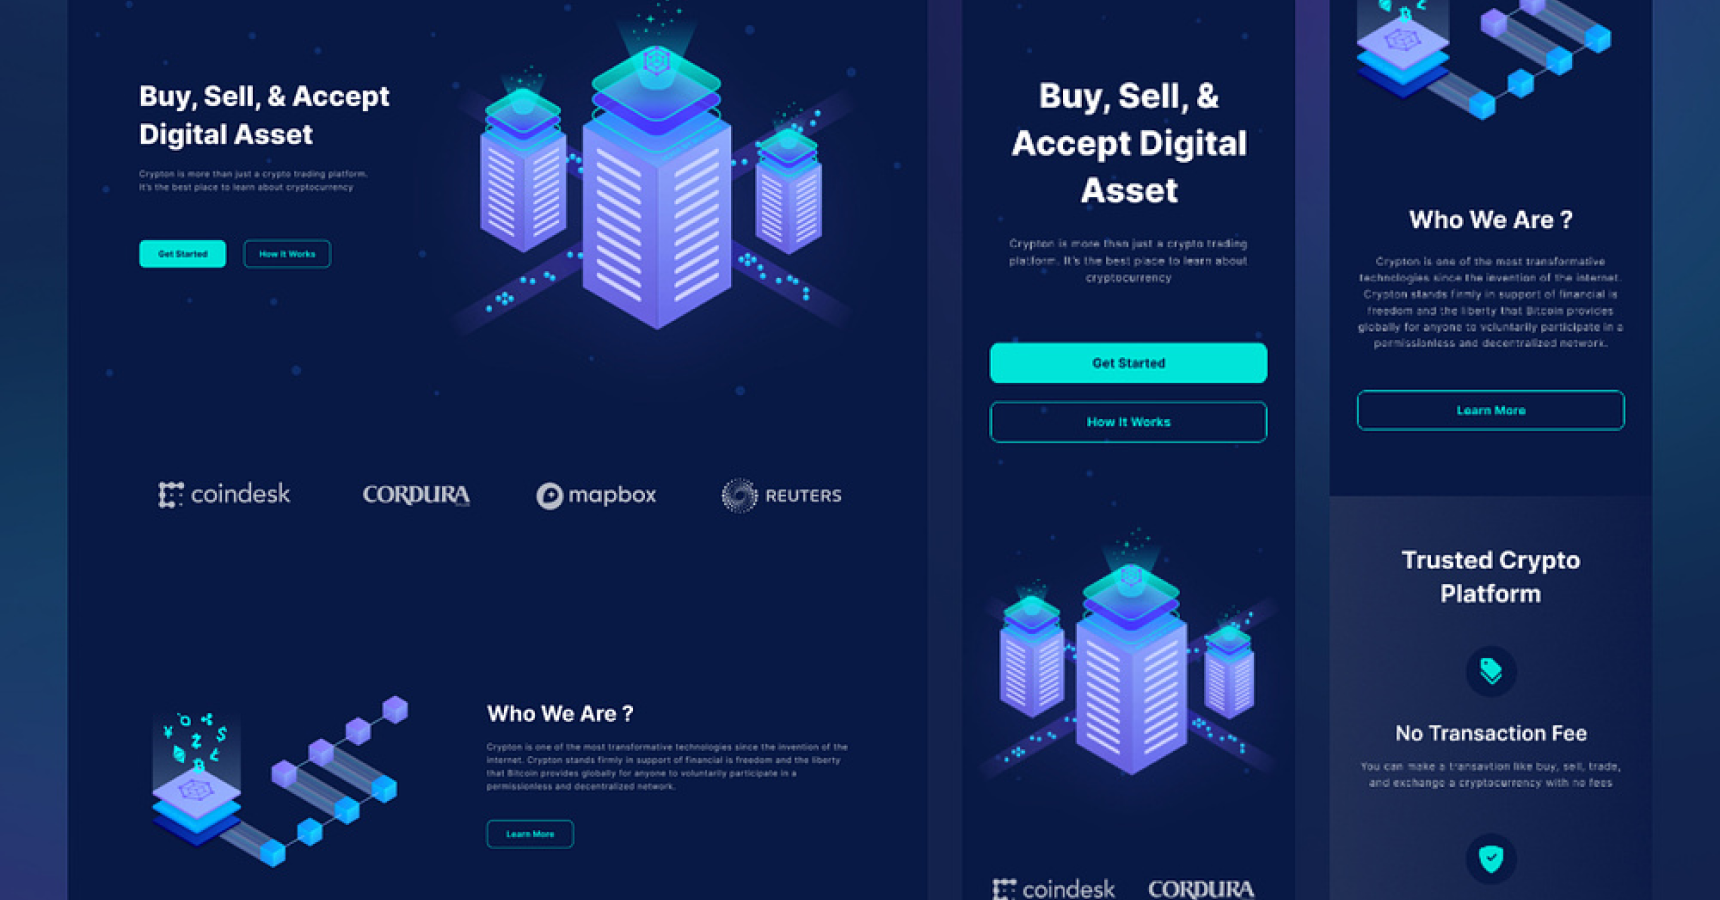 Buy, Sell, & Accept
Digital Asset
Crypton is more than just a crypto trading platform.
It's the best place to learn about cryptocurrency
Get Started
How It Works
coindesk
CORDURA
mapbox
REUTERS
Who We Are ?
Crypton is one of the most transformative technologies since the invention of the
internet. Crypton stands firmly in support of financial is freedom and the liberty
that Bitcoin provides globally for anyone to voluntarily participate in a
permissionless and decentralized network.
Learn More
Buy, Sell, &
Accept Digital
Asset
Crypton is more than just a crypto trading
platform. It's the best place to learn about
cryptocurrency
Get Started
How It Works
coindesk
CORDURA
Who We Are ?
Crypton is one of the most transformative
technologies since the invention of the internet.
Crypton stands firmly in support of financial is
freedom and the liberty that Bitcoin provides
globally for anyone to voluntarily participate in a
permissionless and decentralized network.
Learn More
Trusted Crypto
Platform
No Transaction Fee
You can make a transavtion like buy, sell, trade,
and exchange a cryptocurrency with no fees